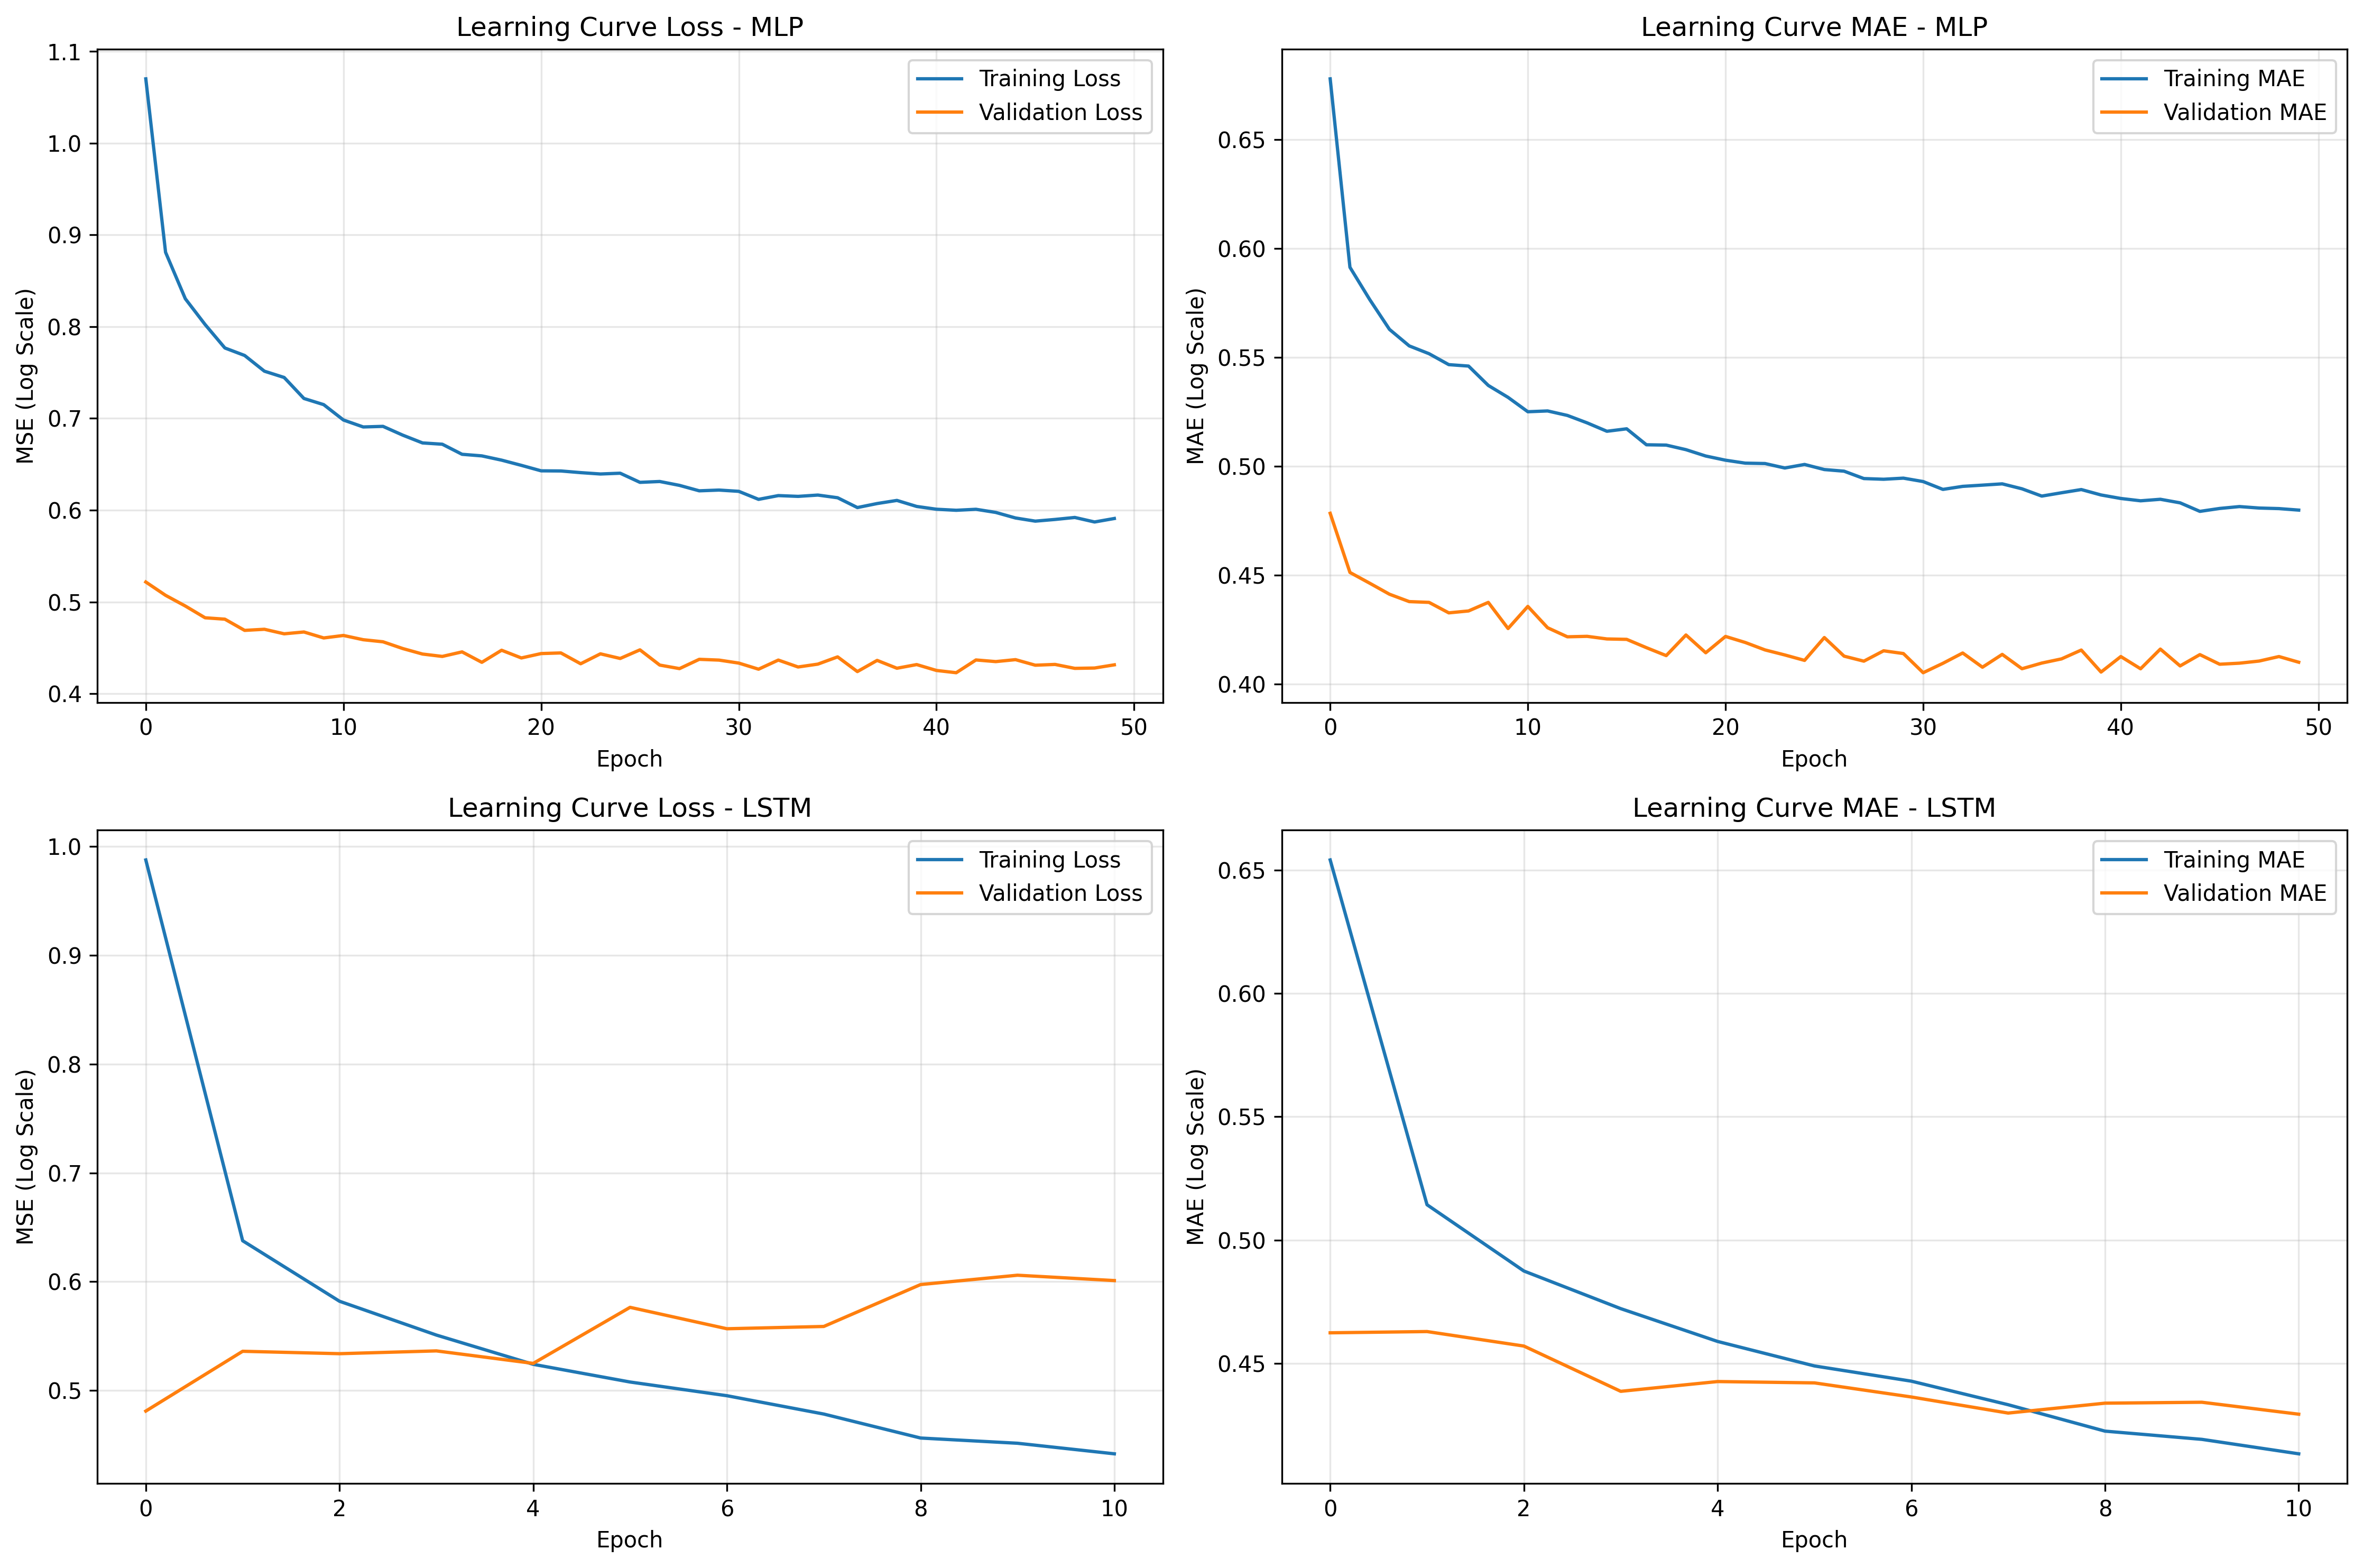 Learning Curve Loss - MLP
MSE (Log Scale)
1.1
1.0
0.9
0.8
0.7
0.6
0.5
0.4
Training Loss
Validation Loss
0 10 20 30 40 50
Epoch
Learning Curve MAE - MLP
MAE (Log Scale)
0.65
0.60
0.55
0.50
0.45
0.40
Training MAE
Validation MAE
0 10 20 30 40 50
Epoch
Learning Curve Loss - LSTM
MSE (Log Scale)
1.0
0.9
0.8
0.7
0.6
0.5
Training Loss
Validation Loss
0 2 4 6 8 10
Epoch
Learning Curve MAE - LSTM
MAE (Log Scale)
0.65
0.60
0.55
0.50
0.45
Training MAE
Validation MAE
0 2 4 6 8 10
Epoch